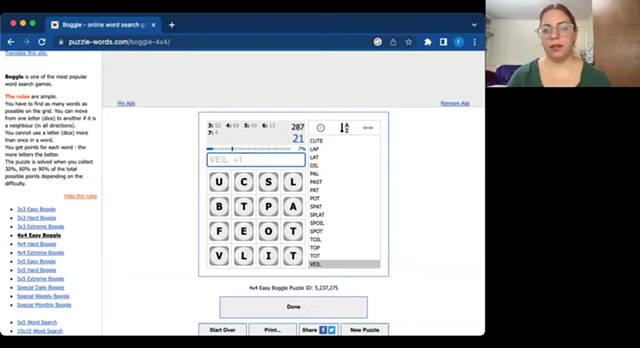 Boggle - online word search ga
puzzle-words.com/boggle-4x4/
Translate this site.
Boggle is one of the most popular
word search games.
The rules are simple.
You have to find as many words as
possible on the grid. You can move
from one letter (dice) to another if it is
a neighbour (in all directions).
You cannot use a letter (dice) more
than once in a word.
You get points for each word - the
more letters the better.
The puzzle is solved when you collect
30%, 60% or 90% of the total
possible points depending on the
difficulty.
Hide the rules
3x3 Easy Boggle
3x3 Hard Boggle
3x3 Extreme Boggle
4x4 Easy Boggle
4x4 Hard Boggle
4x4 Extreme Boggle
5x5 Easy Boggle
5x5 Hard Boggle
5x5 Extreme Boggle
Special Daily Boggle
Special Weekly Boggle
Special Monthly Boggle
5x5 Word Search
10x10 Word Search
Pin Ads
Remove Ads
287
21
7%
VEIL +1
U C S L
B T P A
F E O T
V L I T
CUTE
LAP
LAT
OIL
PAL
PAST
PAT
POT
SPAT
SPLAT
SPOIL
SPOT
TOIL
TOP
TOT
VEIL
4x4 Easy Boggle Puzzle ID: 5,237,275
Done
Start Over
Print...
Share
New Puzzle